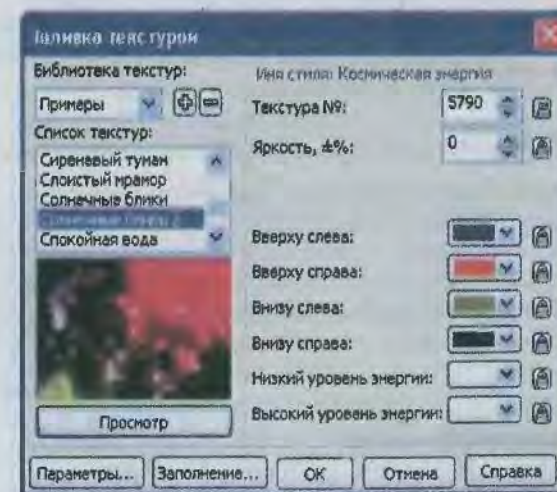 Заливка текстурой
Библиотека текстур:
Примеры
Список текстур:
Сиреневый туман
Слоистый мрамор
Солнечные блики
Спокойная вода
Просмотр
Имя стиля: Космическая энергия
Текстура №: 5790
Яркость, ±%: 0
Вверху слева:
Вверху справа:
Внизу слева:
Внизу справа:
Низкий уровень энергии:
Высокий уровень энергии:
Параметры... Заполнение... ОК Отмена Справка